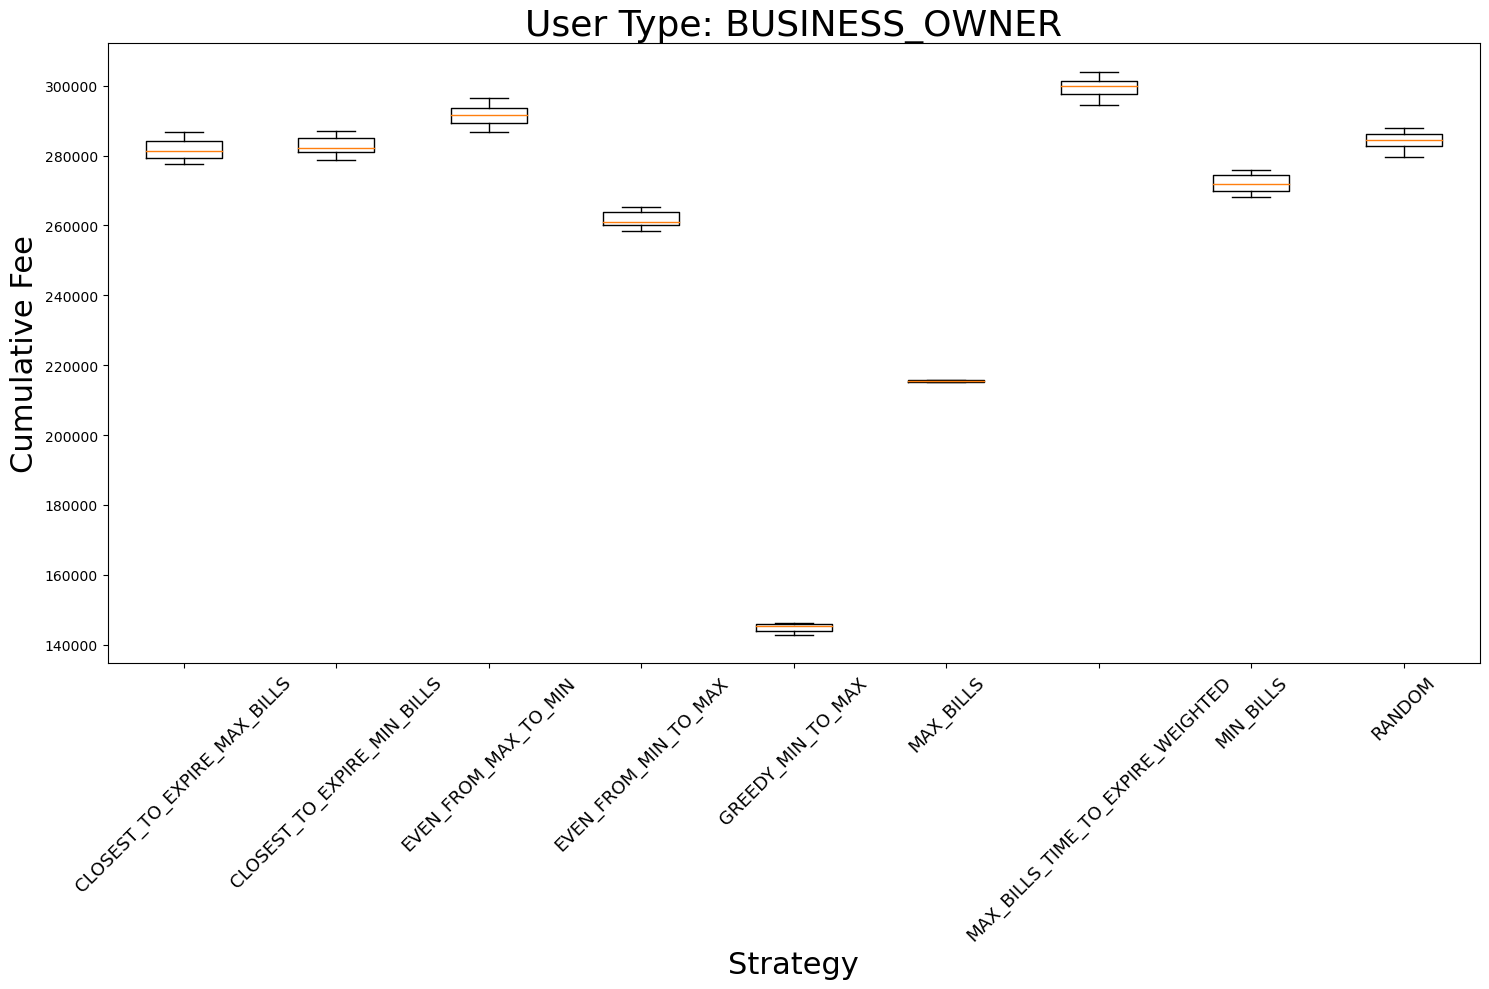 User Type: BUSINESS_OWNER
Cumulative Fee
300000
280000
260000
240000
220000
200000
180000
160000
140000
CLOSEST_TO_EXPIRE_MAX_BILLS
CLOSEST_TO_EXPIRE_MIN_BILLS
EVEN_FROM_MAX_TO_MIN
EVEN_FROM_MIN_TO_MAX
GREEDY_MIN_TO_MAX
MAX_BILLS
MAX_BILLS_TIME_TO_EXPIRE_WEIGHTED
MIN_BILLS
RANDOM
Strategy